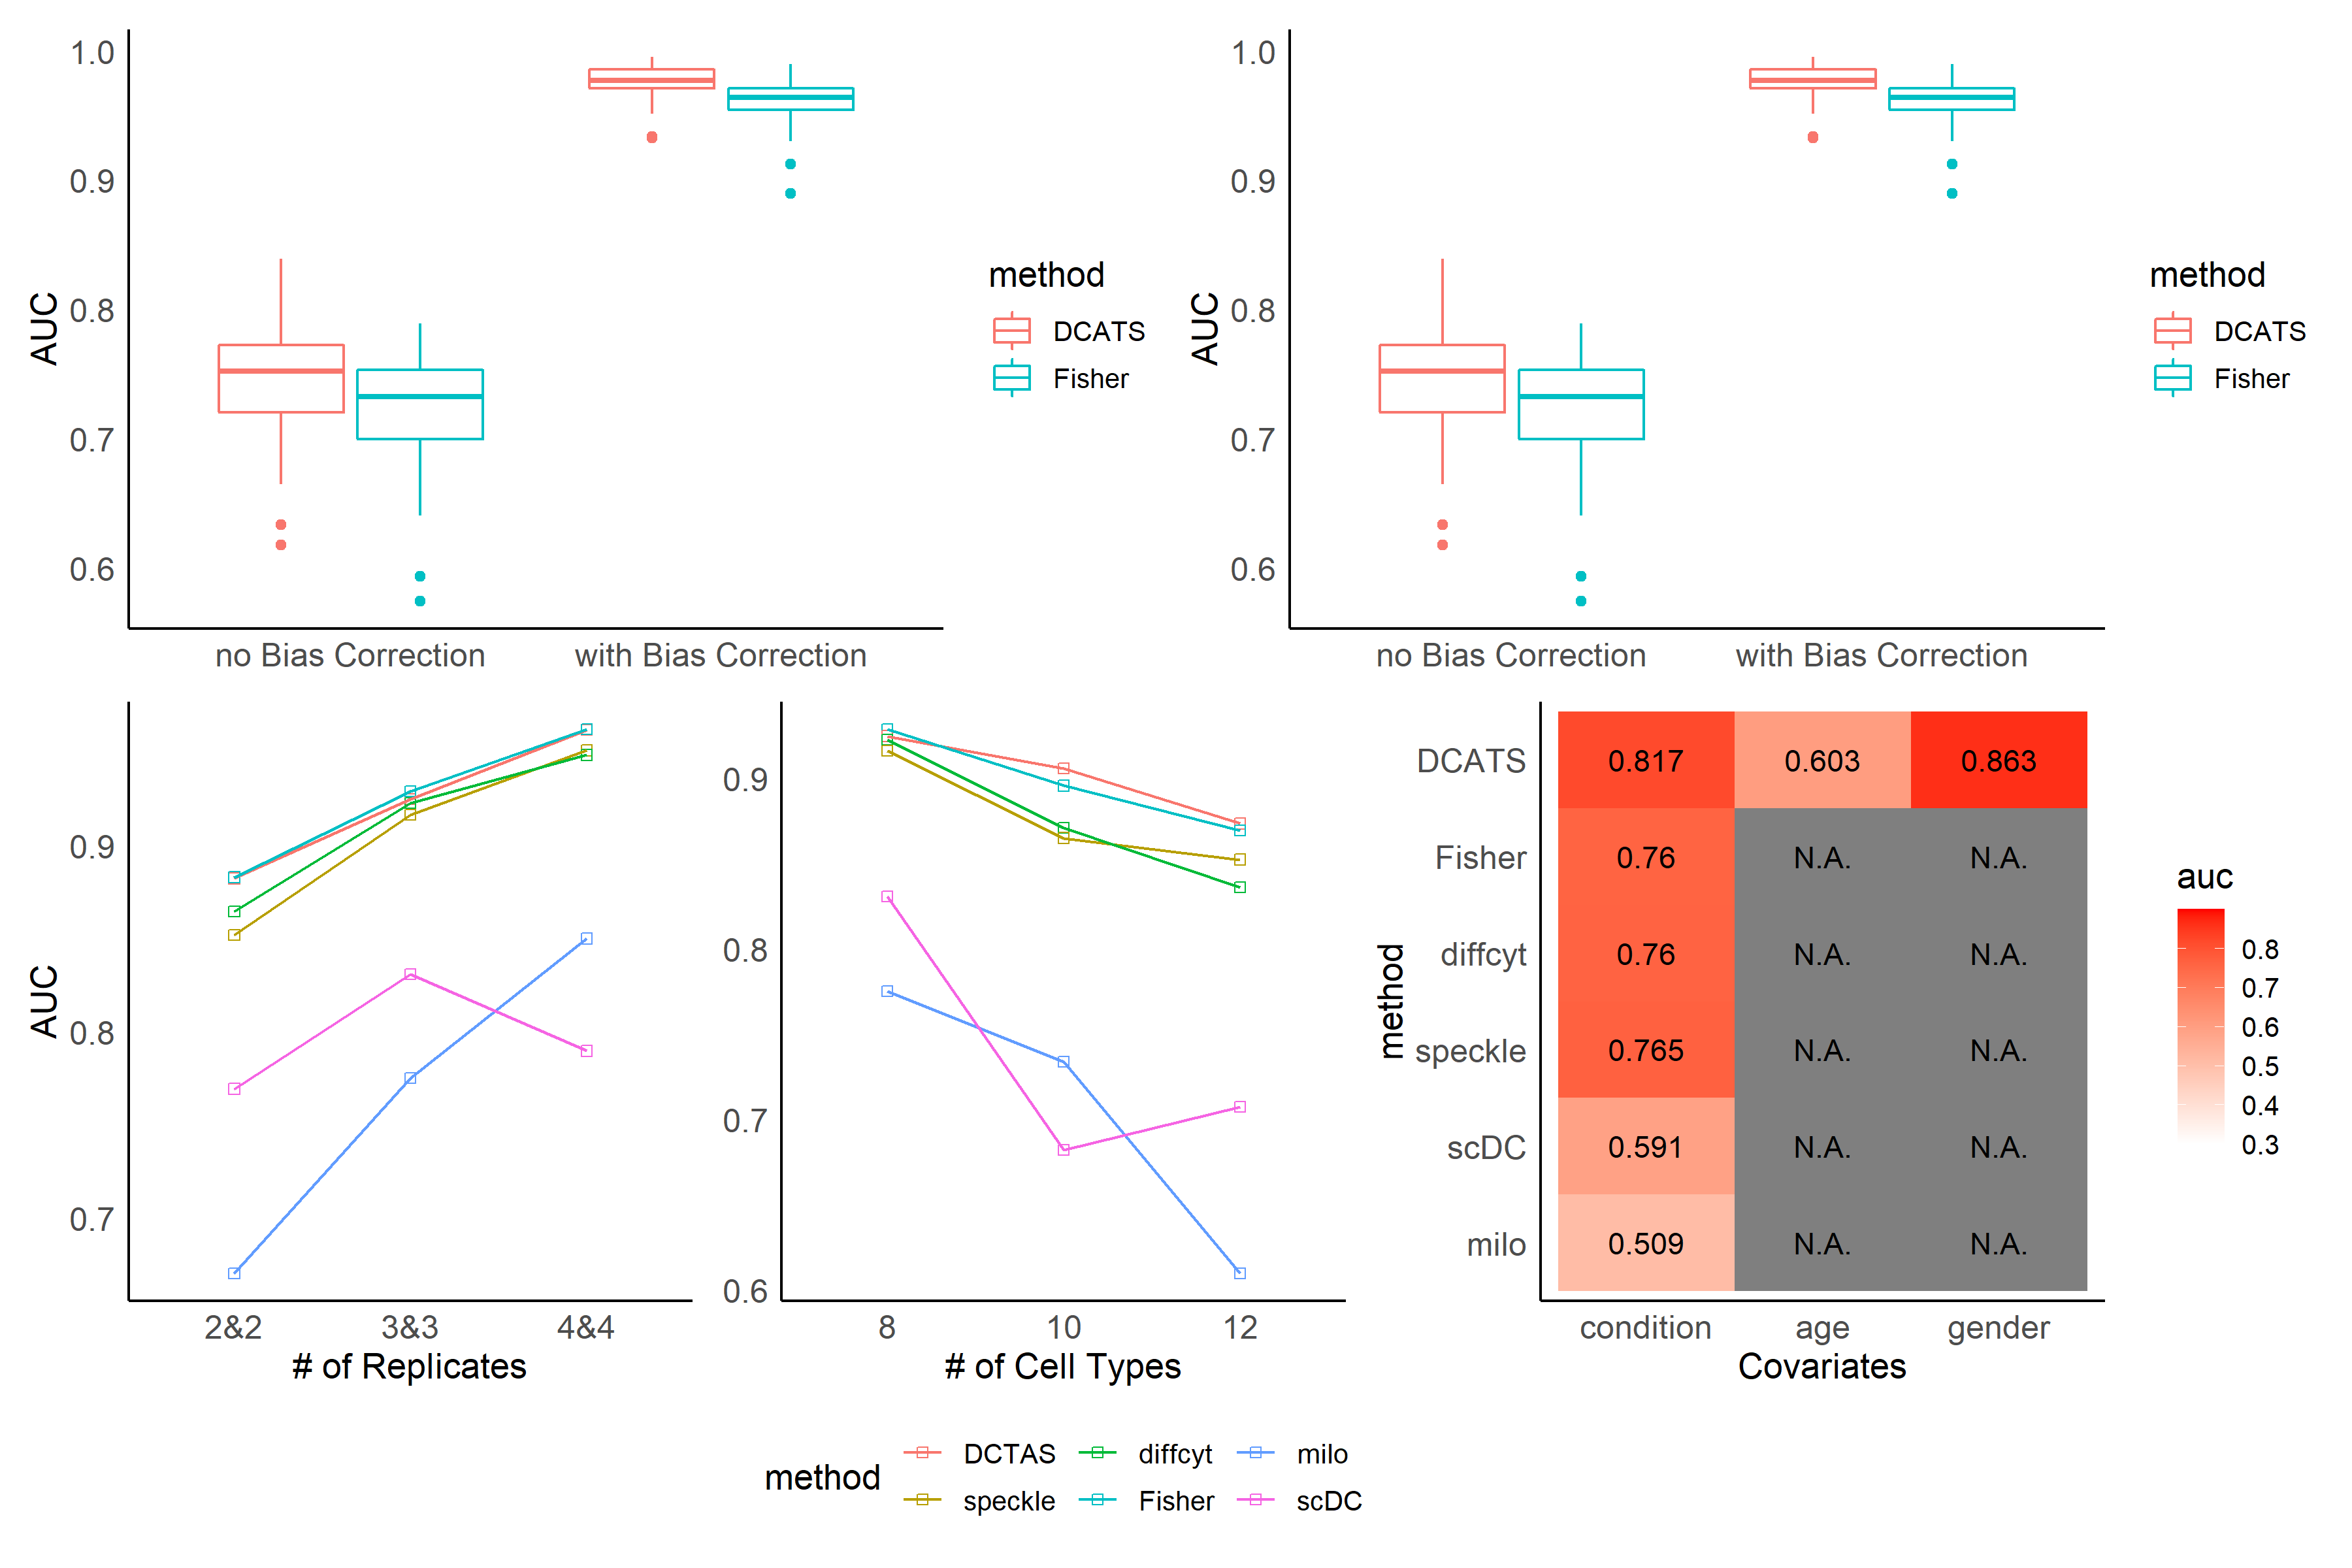 1.0
0.9
0.8
0.7
0.6
AUC
no Bias Correction
with Bias Correction
method
DCATS
Fisher
1.0
0.9
0.8
0.7
0.6
AUC
no Bias Correction
with Bias Correction
method
DCATS
Fisher
0.9
0.8
0.7
AUC
2&2
3&3
4&4
# of Replicates
0.9
0.8
0.7
0.6
8
10
12
# of Cell Types
method
DCATS 0.817 0.603 0.863
Fisher 0.76 N.A. N.A.
diffcyt 0.76 N.A. N.A.
speckle 0.765 N.A. N.A.
scDC 0.591 N.A. N.A.
milo 0.509 N.A. N.A.
condition age gender
Covariates
auc
0.8
0.7
0.6
0.5
0.4
0.3
method
DCTAS diffcyt milo
speckle Fisher scDC